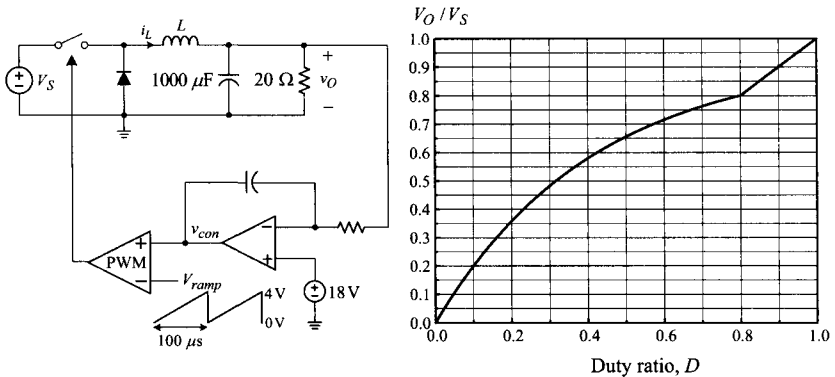 i_L
L
V_S
1000 μF
20 Ω
+
v_O
−
v_con
+
PWM
−
V_ramp
−
+
4 V
0 V
100 μs
18 V
V_O / V_S
1.0
0.9
0.8
0.7
0.6
0.5
0.4
0.3
0.2
0.1
0.0
0.0 0.2 0.4 0.6 0.8 1.0
Duty ratio, D